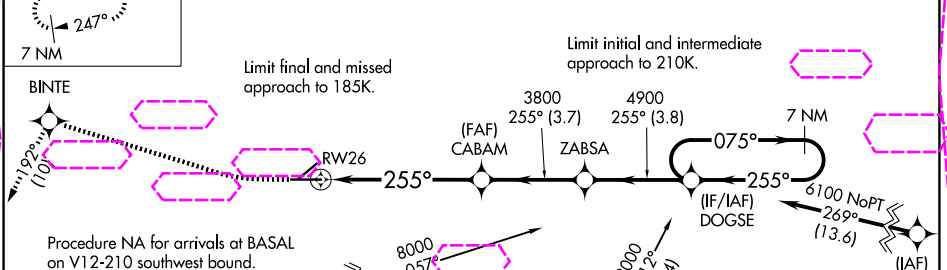 247°
7 NM
BINTE
192°
(10)
Limit final and missed
approach to 185K.
RW26
255°
(FAF)
CABAM
3800
255° (3.7)
ZABSA
4900
255° (3.8)
Limit initial and intermediate
approach to 210K.
7 NM
075°
255°
(IF/IAF)
DOGSE
6100 NoPT
269°
(13.6)
(IAF)
Procedure NA for arrivals at BASAL
on V12-210 southwest bound.
8000
057°